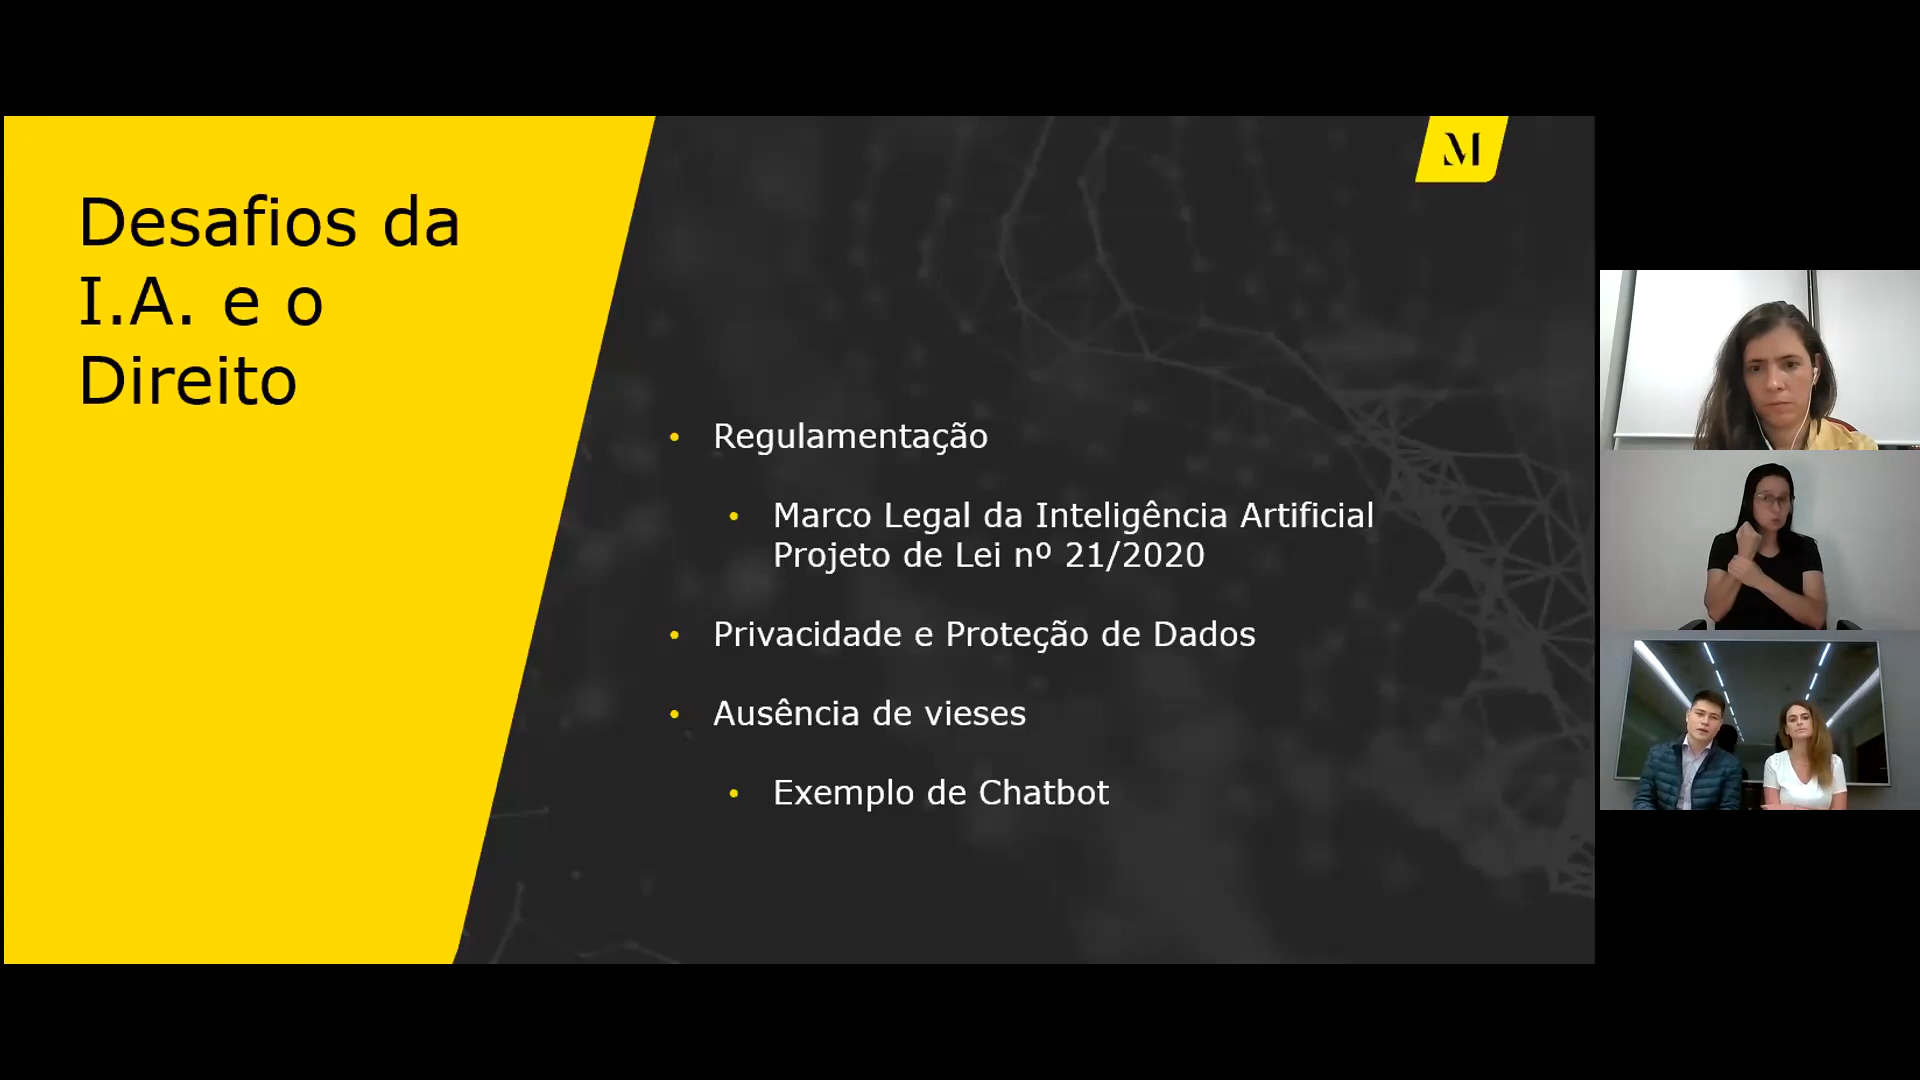 Desafios da
I.A. e o
Direito
M
• Regulamentação
• Marco Legal da Inteligência Artificial
Projeto de Lei nº 21/2020
• Privacidade e Proteção de Dados
• Ausência de vieses
• Exemplo de Chatbot